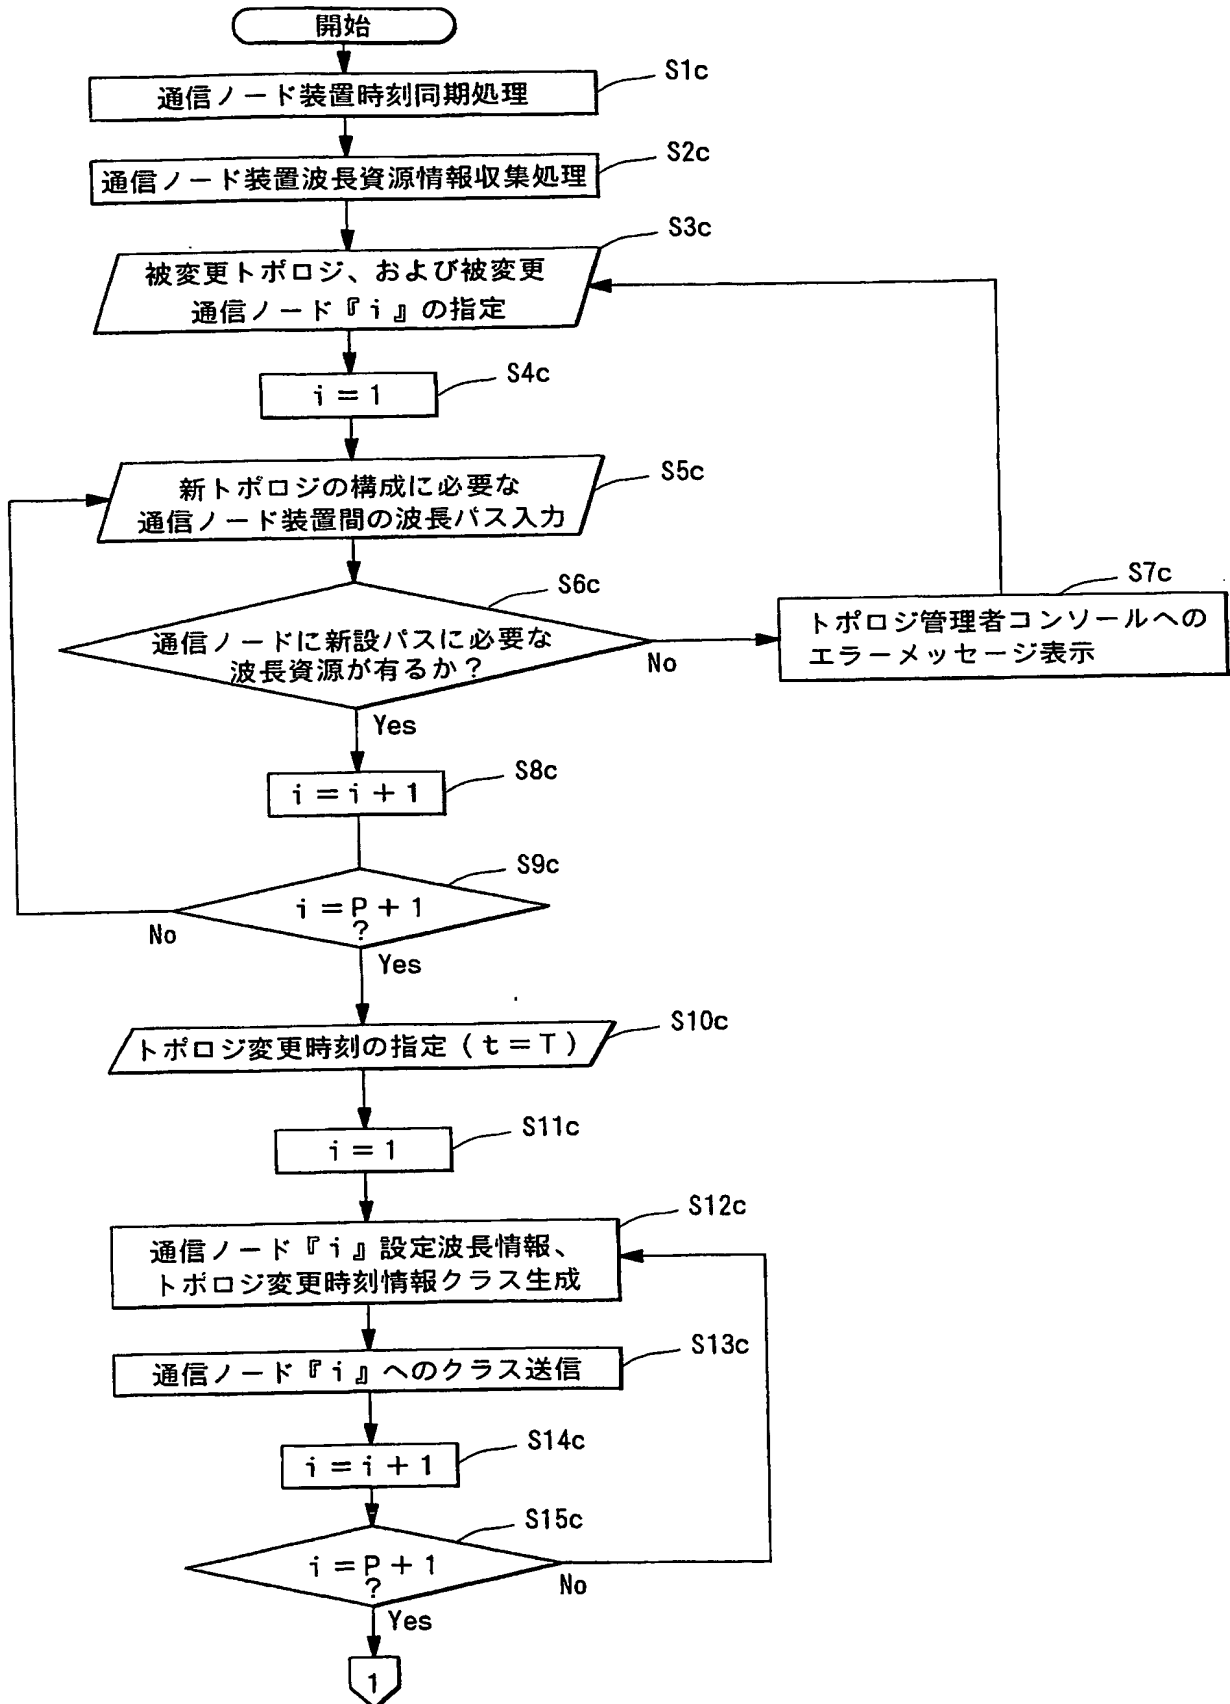 開始
S1c
通信ノード装置時刻同期処理
S2c
通信ノード装置波長資源情報収集処理
S3c
被変更トポロジ、および被変更
通信ノード『i』の指定
S4c
i=1
S5c
新トポロジの構成に必要な
通信ノード装置間の波長パス入力
S6c
通信ノードに新設パスに必要な
波長資源が有るか?
No
Yes
S7c
トポロジ管理者コンソールへの
エラーメッセージ表示
S8c
i=i+1
S9c
i=P+1
?
No
Yes
S10c
トポロジ変更時刻の指定(t=T)
S11c
i=1
S12c
通信ノード『i』設定波長情報、
トポロジ変更時刻情報クラス生成
S13c
通信ノード『i』へのクラス送信
S14c
i=i+1
S15c
i=P+1
?
No
Yes
1